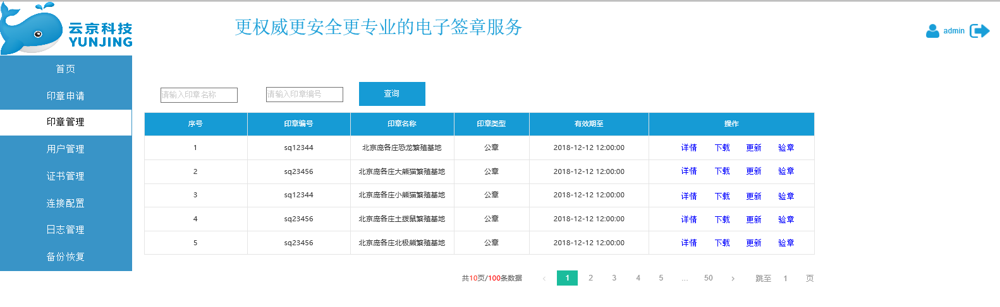 云京科技
YUNJING
更权威更安全更专业的电子签章服务
admin
首页
印章申请
印章管理
用户管理
证书管理
连接配置
日志管理
备份恢复
请输入印章名称 请输入印章编号 查询
序号 印章编号 印章名称 印章类型 有效期至 操作
1 sq12344 北京庞各庄恐龙繁殖基地 公章 2018-12-12 12:00:00 详情 下载 更新 验章
2 sq23456 北京庞各庄大熊猫繁殖基地 公章 2018-12-12 12:00:00 详情 下载 更新 验章
3 sq12344 北京庞各庄小熊猫繁殖基地 公章 2018-12-12 12:00:00 详情 下载 更新 验章
4 sq23456 北京庞各庄土拨鼠繁殖基地 公章 2018-12-12 12:00:00 详情 下载 更新 验章
5 sq23456 北京庞各庄北极熊繁殖基地 公章 2018-12-12 12:00:00 详情 下载 更新 验章
共10页/100条数据 ‹ 1 2 3 4 5 ... 50 › 跳至 1 页